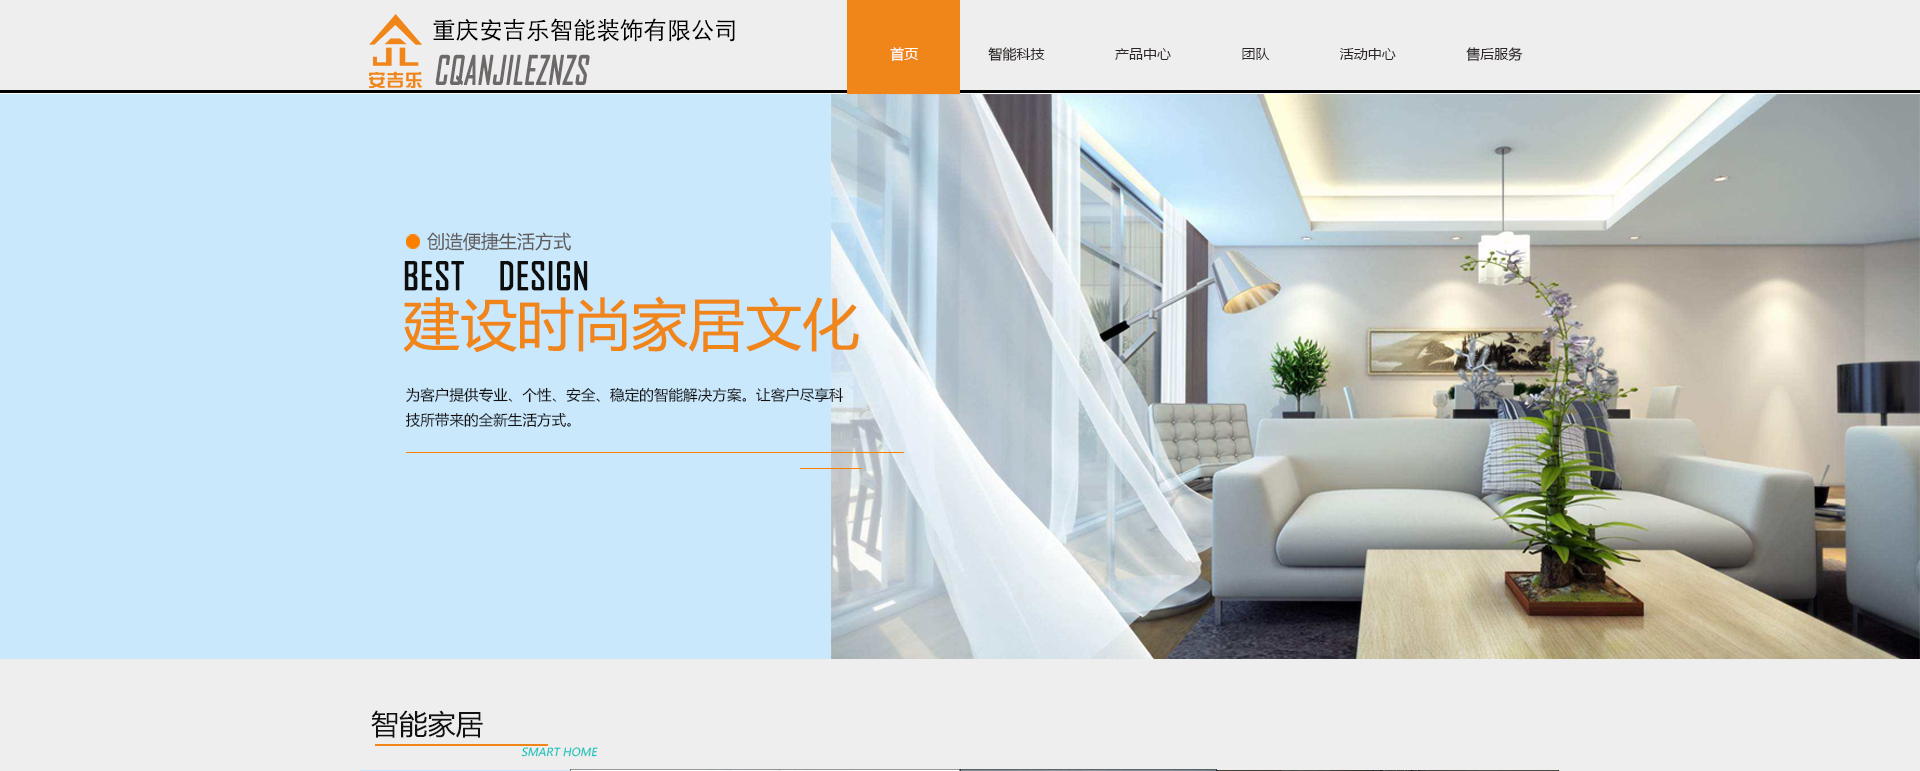 重庆安吉乐智能装饰有限公司
安吉乐
CQANJILEZNZS
首页 智能科技 产品中心 团队 活动中心 售后服务
创造便捷生活方式
BEST DESIGN
建设时尚家居文化
为客户提供专业、个性、安全、稳定的智能解决方案。让客户尽享科
技所带来的全新生活方式。
智能家居
SMART HOME